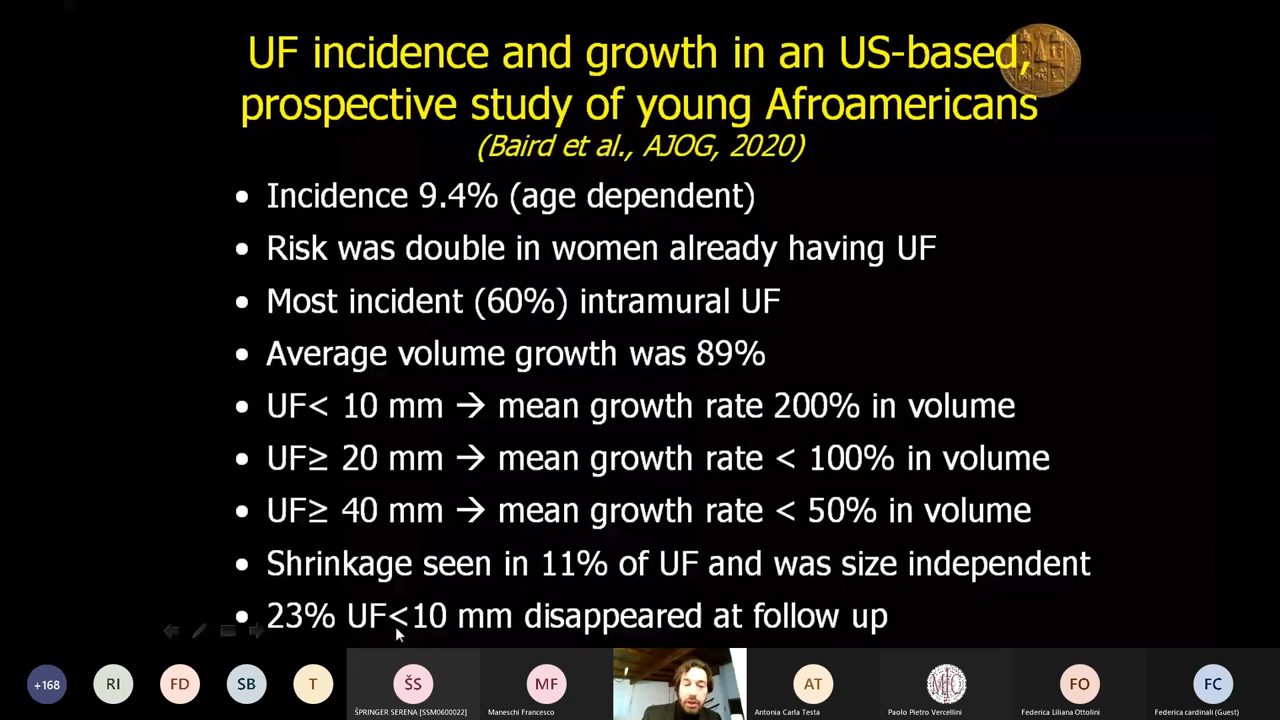 UF incidence and growth in an US-based,
prospective study of young Afroamericans
(Baird et al., AJOG, 2020)
• Incidence 9.4% (age dependent)
• Risk was double in women already having UF
• Most incident (60%) intramural UF
• Average volume growth was 89%
• UF< 10 mm → mean growth rate 200% in volume
• UF≥ 20 mm → mean growth rate < 100% in volume
• UF≥ 40 mm → mean growth rate < 50% in volume
• Shrinkage seen in 11% of UF and was size independent
• 23% UF<10 mm disappeared at follow up
+168 RI FD SB T ŠS MF AT FO FC
ŠPRINGER SERENA [SSM0600022] Maneschi Francesco Antonia Carla Testa Paolo Pietro Vercellini Federica Liliana Ottolini Federica cardinali (Guest)